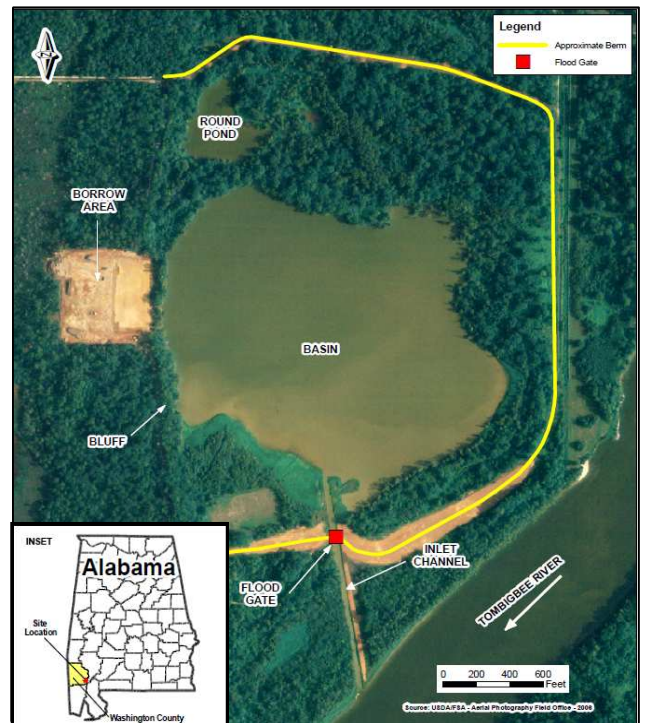 Legend
Approximate Berm
Flood Gate
N
ROUND
POND
BORROW
AREA
BASIN
BLUFF
INLET
CHANNEL
FLOOD
GATE
TOMBIGBEE RIVER
INSET
Alabama
Site
Location
Washington County
0 200 400 600
Feet
Source: USDA/FSA - Aerial Photography Field Office - 2006